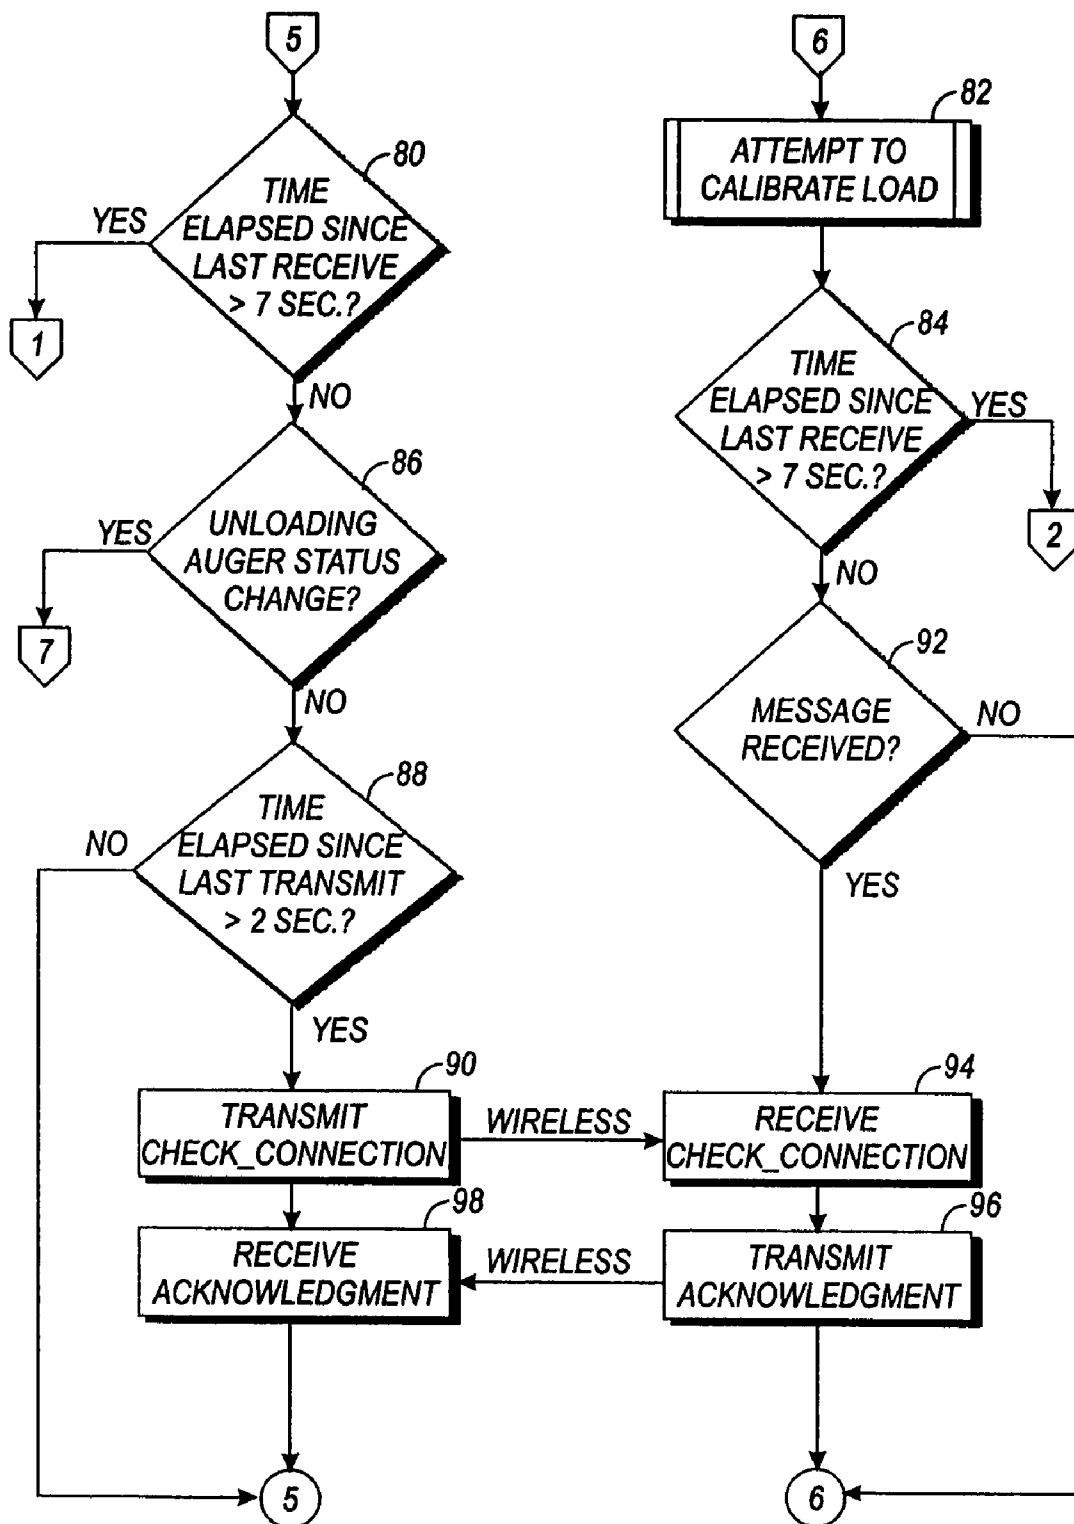 5
80
TIME
ELAPSED SINCE
LAST RECEIVE
> 7 SEC.?
YES
1
NO
86
UNLOADING
AUGER STATUS
CHANGE?
YES
7
NO
88
TIME
ELAPSED SINCE
LAST TRANSMIT
> 2 SEC.?
NO
YES
90
TRANSMIT
CHECK_CONNECTION
WIRELESS
98
RECEIVE
ACKNOWLEDGMENT
WIRELESS
5
6
82
ATTEMPT TO
CALIBRATE LOAD
84
TIME
ELAPSED SINCE
LAST RECEIVE
> 7 SEC.?
YES
2
NO
92
MESSAGE
RECEIVED?
NO
YES
94
RECEIVE
CHECK_CONNECTION
96
TRANSMIT
ACKNOWLEDGMENT
6